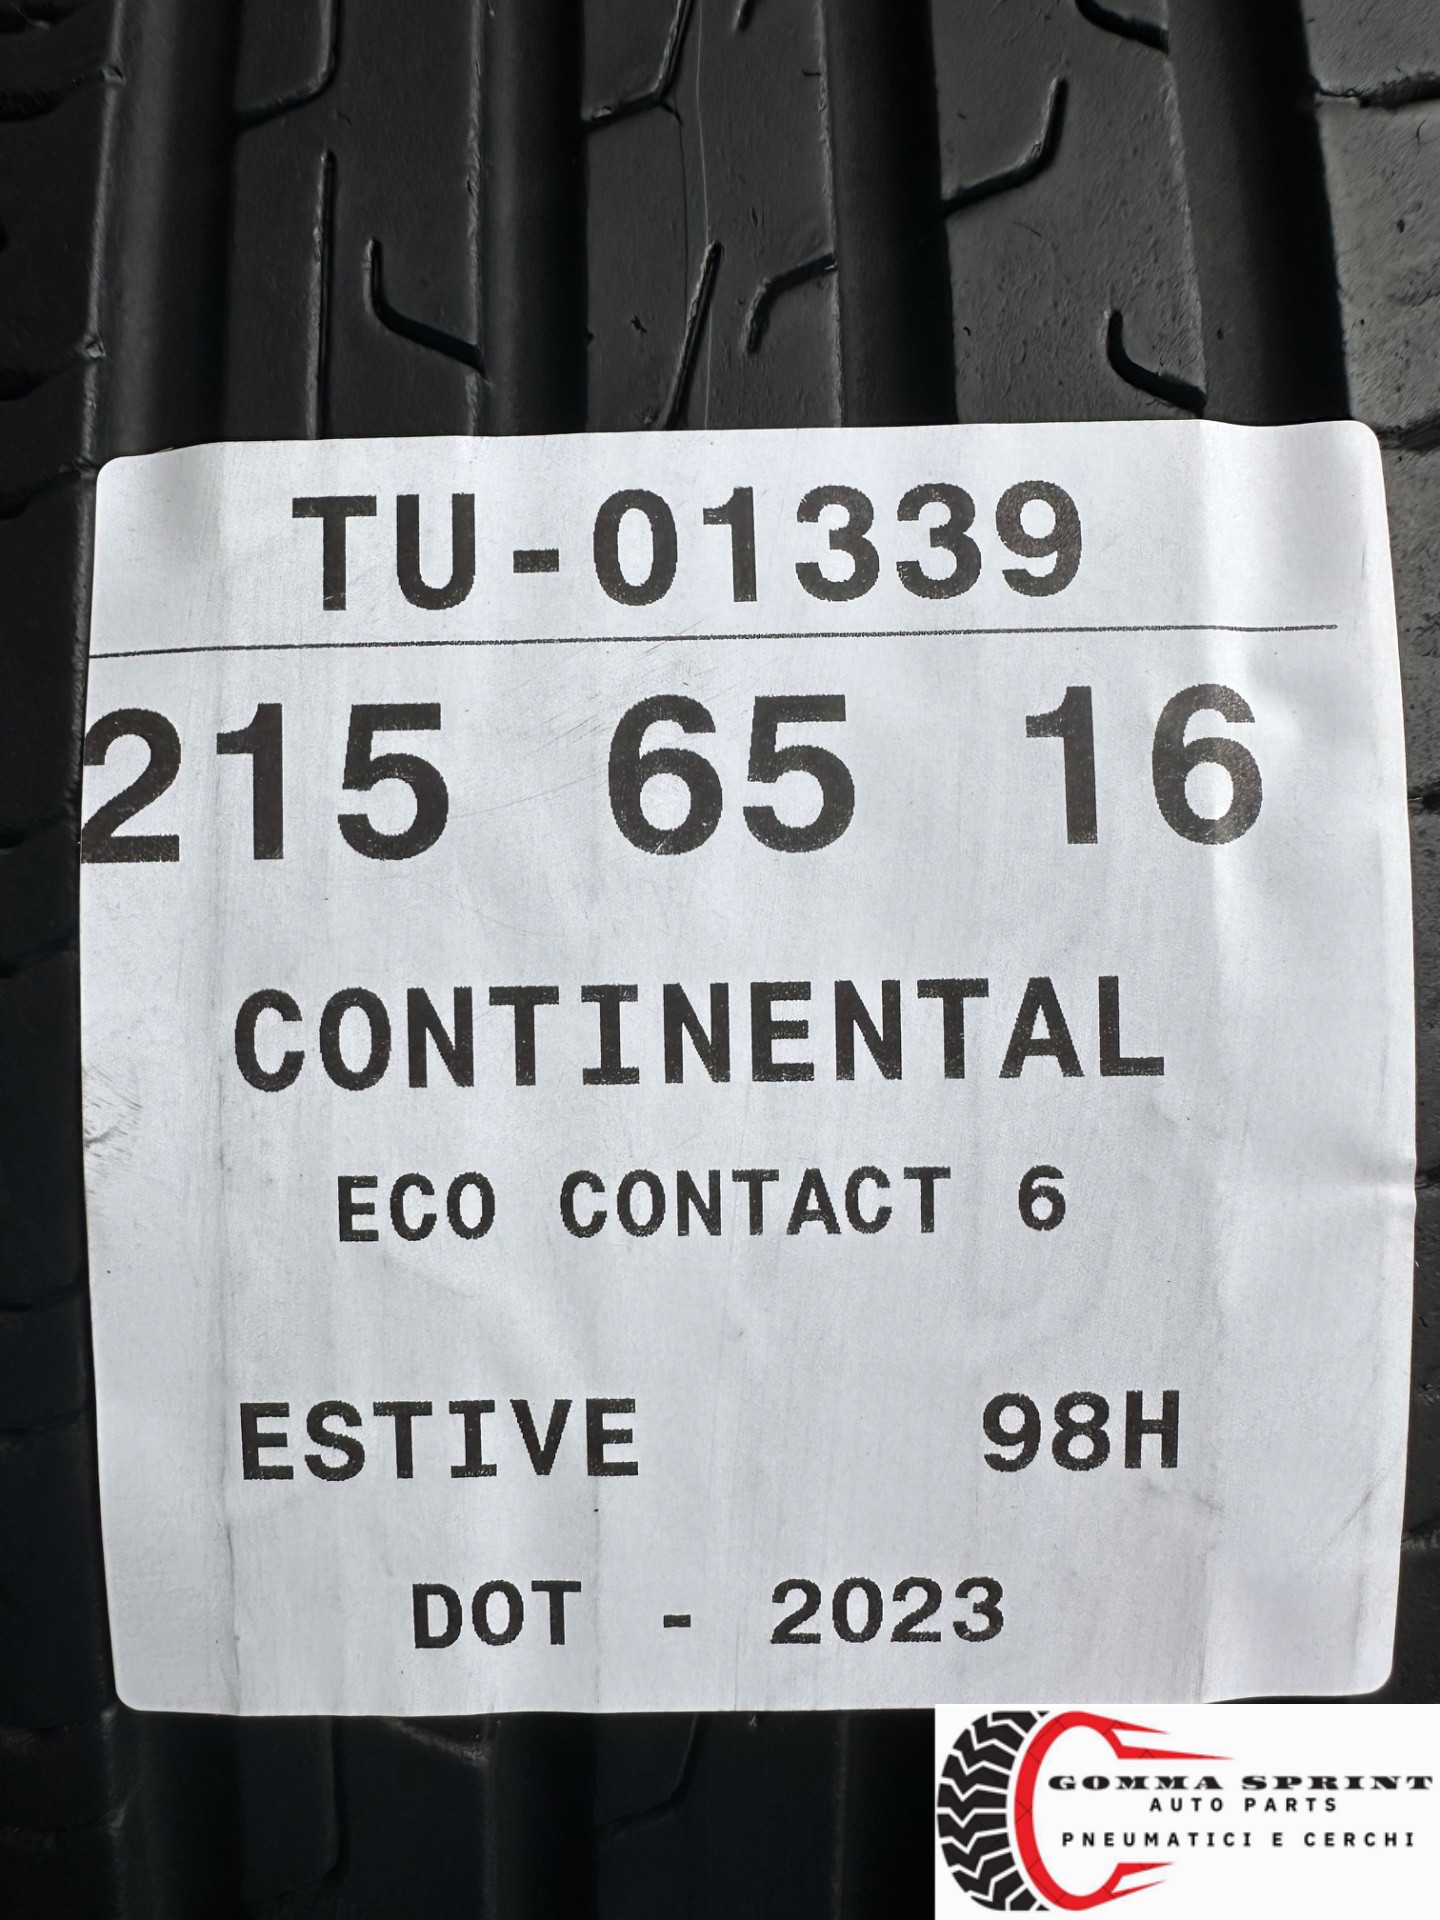 TU-01339
215 65 16
CONTINENTAL
ECO CONTACT 6
ESTIVE 98H
DOT - 2023
GOMMA SPRINT
AUTO PARTS
PNEUMATICI E CERCHI